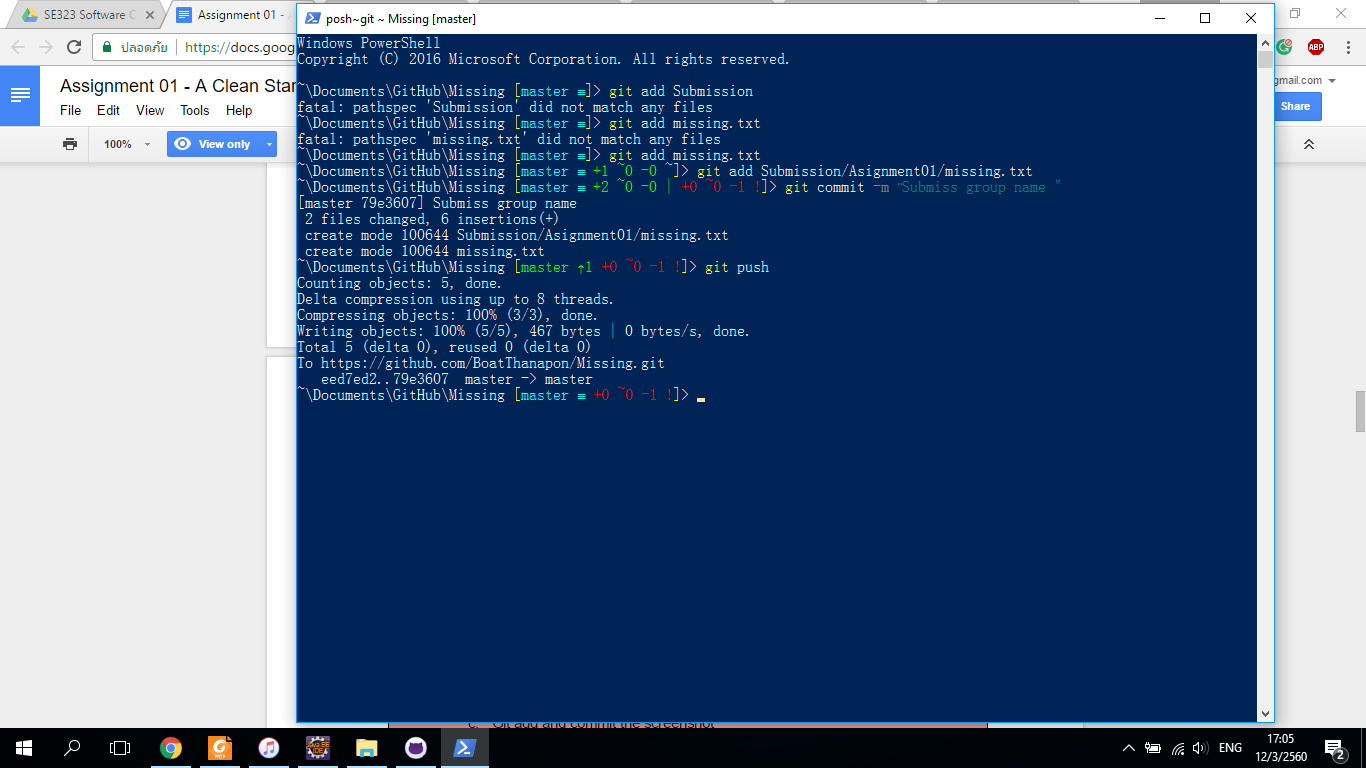 SE323 Software C
Assignment 01 -
posh~git ~ Missing [master]
ปลอดภัย
https://docs.goog
ABP
Assignment 01 - A Clean Star
gmail.com
File Edit View Tools Help
Share
100%
View only
Windows PowerShell
Copyright (C) 2016 Microsoft Corporation. All rights reserved.
~\Documents\GitHub\Missing [master ≡]> git add Submission
fatal: pathspec 'Submission' did not match any files
~\Documents\GitHub\Missing [master ≡]> git add missing.txt
fatal: pathspec 'missing.txt' did not match any files
~\Documents\GitHub\Missing [master ≡]> git add missing.txt
~\Documents\GitHub\Missing [master ≡ +1 ~0 -0 ~]> git add Submission/Asignment01/missing.txt
~\Documents\GitHub\Missing [master ≡ +2 ~0 -0 | +0 ~0 -1 !]> git commit -m “Submiss group name ”
[master 79e3607] Submiss group name
2 files changed, 6 insertions(+)
create mode 100644 Submission/Asignment01/missing.txt
create mode 100644 missing.txt
~\Documents\GitHub\Missing [master ↑1 +0 ~0 -1 !]> git push
Counting objects: 5, done.
Delta compression using up to 8 threads.
Compressing objects: 100% (3/3), done.
Writing objects: 100% (5/5), 467 bytes | 0 bytes/s, done.
Total 5 (delta 0), reused 0 (delta 0)
To https://github.com/BoatThanapon/Missing.git
eed7ed2..79e3607 master -> master
~\Documents\GitHub\Missing [master ≡ +0 ~0 -1 !]>
c. Git add and commit the screenshot
ENG
17:05
12/3/2560
2